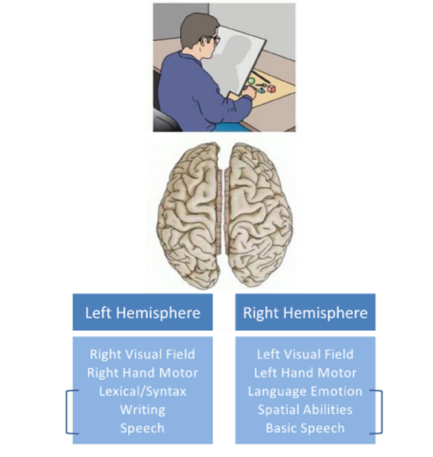 Left Hemisphere
Right Hemisphere
Right Visual Field
Right Hand Motor
Lexical/Syntax
Writing
Speech
Left Visual Field
Left Hand Motor
Language Emotion
Spatial Abilities
Basic Speech